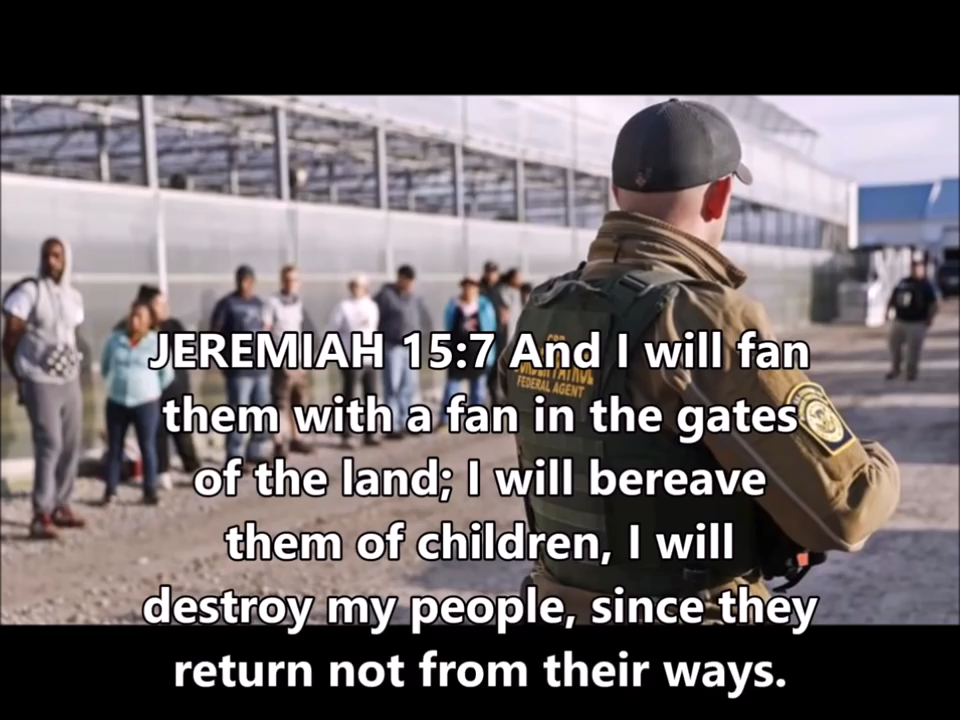 JEREMIAH 15:7 And I will fan
them with a fan in the gates
of the land; I will bereave
them of children, I will
destroy my people, since they
return not from their ways.
FEDERAL AGENT